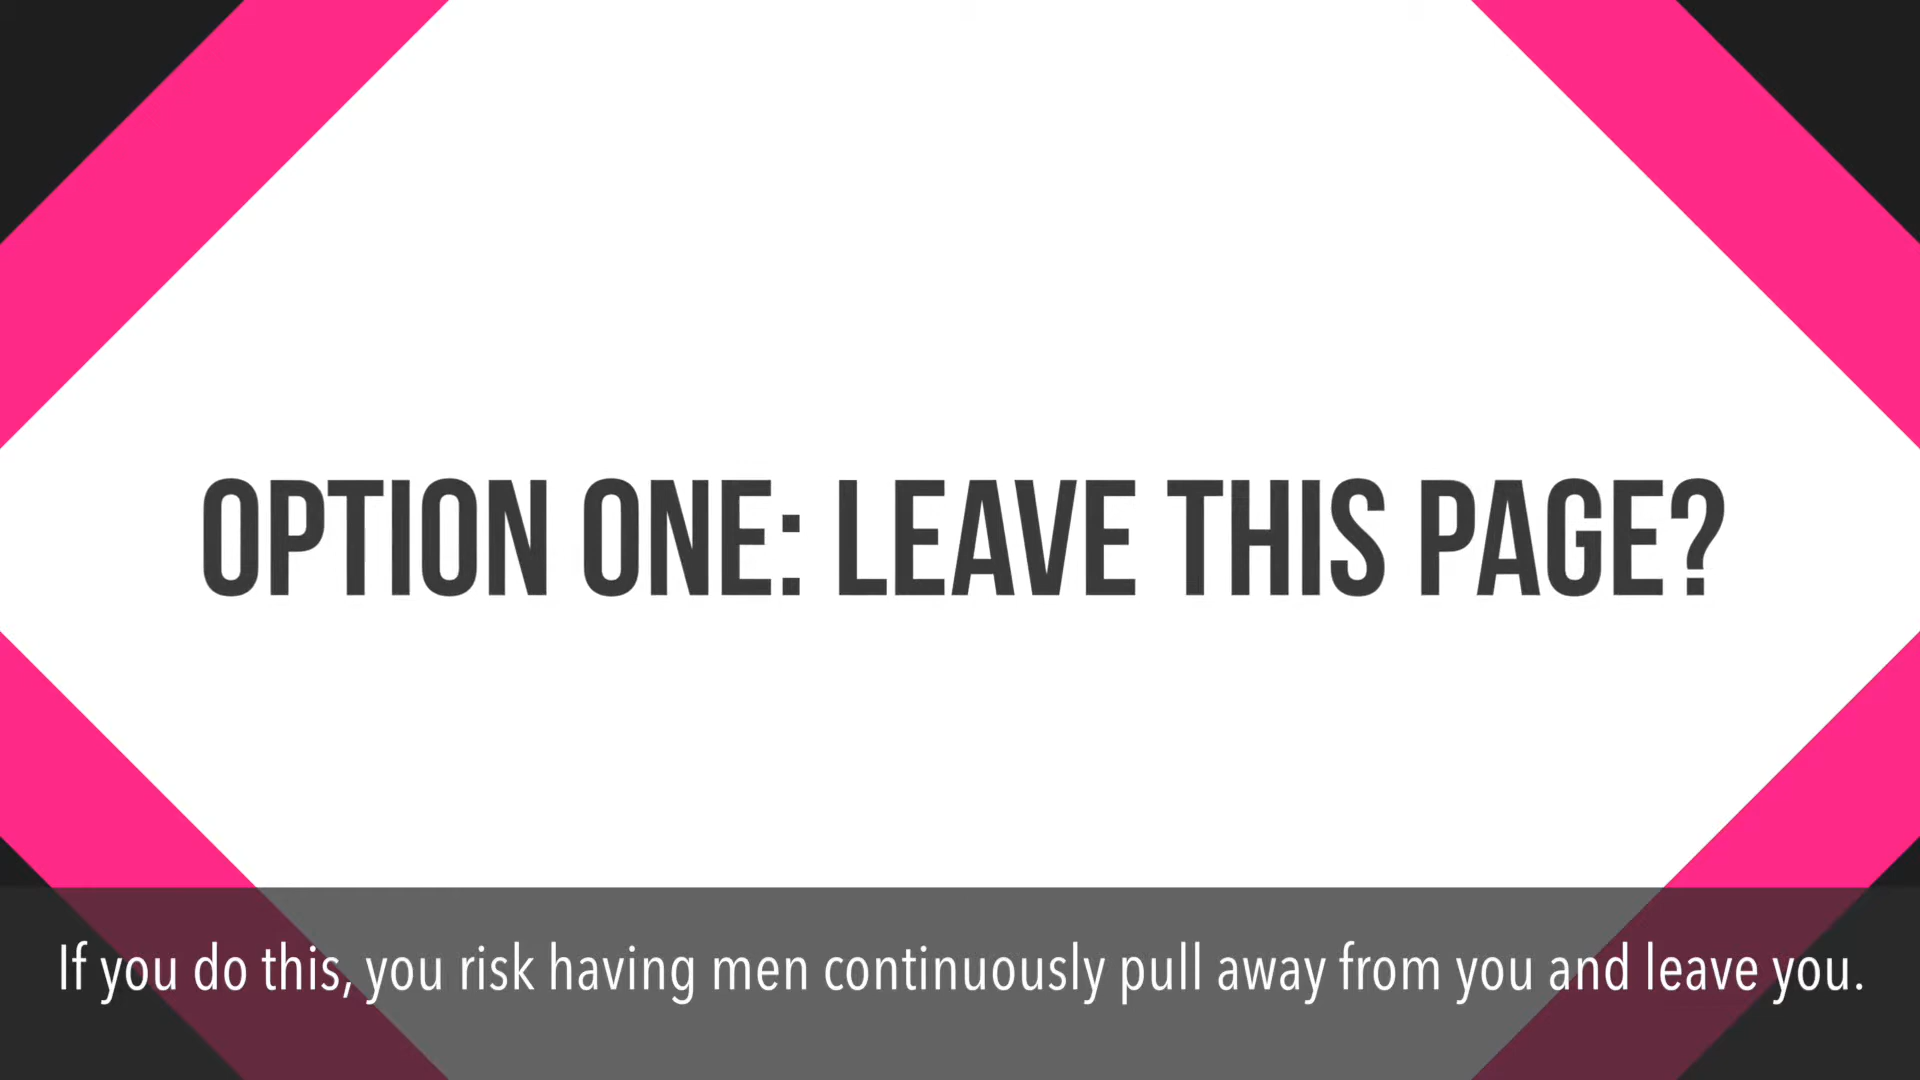 OPTION ONE: LEAVE THIS PAGE?
If you do this, you risk having men continuously pull away from you and leave you.